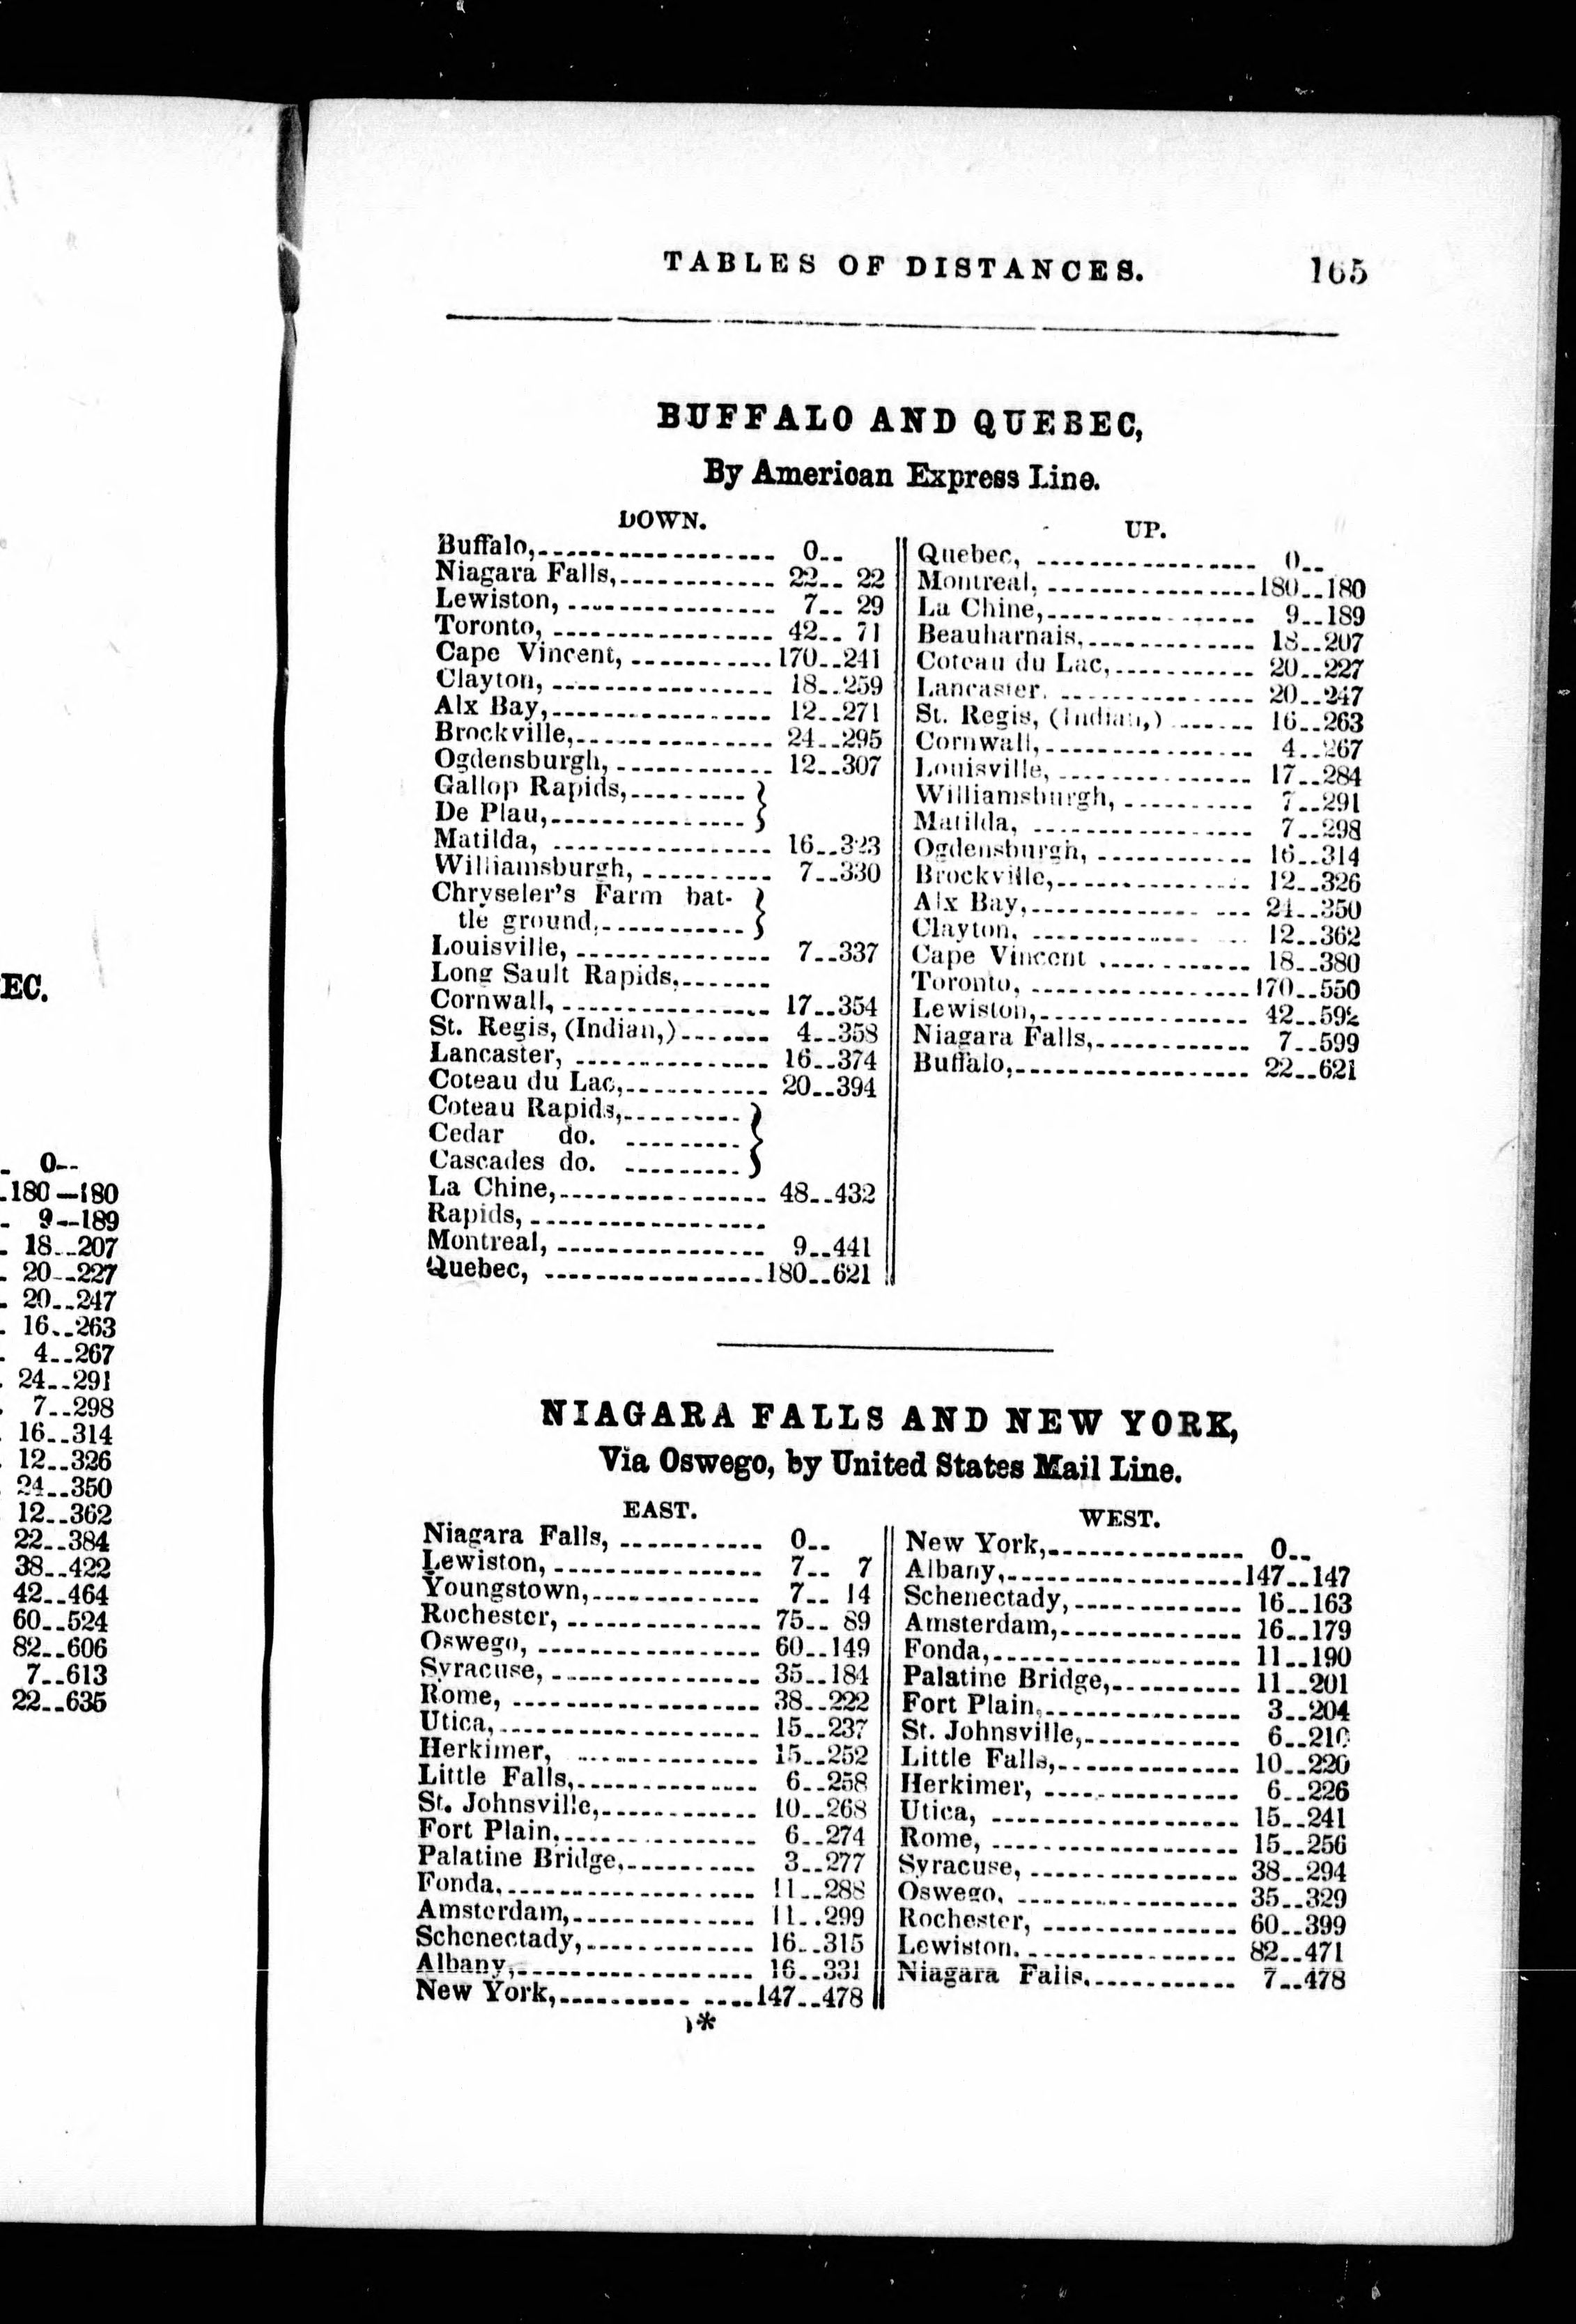 EC.
0--
180--180
9--189
18..207
20..227
20..247
16..263
4..267
24..291
7..298
16..314
12..326
24..350
12..362
22..384
38..422
42..464
60..524
82..606
7..613
22..635
TABLES OF DISTANCES. 165
BUFFALO AND QUEBEC,
By American Express Line.
DOWN.
Buffalo, 0..
Niagara Falls, 22.. 22
Lewiston, 7.. 29
Toronto, 42.. 71
Cape Vincent, 170..241
Clayton, 18..259
Alx Bay, 12..271
Brockville, 24..295
Ogdensburgh, 12..307
Gallop Rapids,
De Plau,
Matilda, 16..323
Williamsburgh, 7..330
Chryseler's Farm bat-
tle ground,
Louisville, 7..337
Long Sault Rapids,
Cornwall, 17..354
St. Regis, (Indian,) 4..358
Lancaster, 16..374
Coteau du Lac, 20..394
Coteau Rapids,
Cedar do.
Cascades do.
La Chine, 48..432
Rapids,
Montreal, 9..441
Quebec, 180..621
UP.
Quebec, 0..
Montreal, 180..180
La Chine, 9..189
Beauharnais, 18..207
Coteau du Lac, 20..227
Lancaster, 20..247
St. Regis, (Indian,) 16..263
Cornwall, 4..267
Louisville, 17..284
Williamsburgh, 7..291
Matilda, 7..298
Ogdensburgh, 16..314
Brockville, 12..326
Alx Bay, 24..350
Clayton, 12..362
Cape Vincent 18..380
Toronto, 170..550
Lewiston, 42..592
Niagara Falls, 7..599
Buffalo, 22..621
NIAGARA FALLS AND NEW YORK,
Via Oswego, by United States Mail Line.
EAST.
Niagara Falls, 0..
Lewiston, 7.. 7
Youngstown, 7.. 14
Rochester, 75.. 89
Oswego, 60..149
Syracuse, 35..184
Rome, 38..222
Utica, 15..237
Herkimer, 15..252
Little Falls, 6..258
St. Johnsville, 10..268
Fort Plain, 6..274
Palatine Bridge, 3..277
Fonda, 11..288
Amsterdam, 11..299
Schenectady, 16..315
Albany, 16..331
New York, 147..478
WEST.
New York, 0..
Albany, 147..147
Schenectady, 16..163
Amsterdam, 16..179
Fonda, 11..190
Palatine Bridge, 11..201
Fort Plain, 3..204
St. Johnsville, 6..210
Little Falls, 10..220
Herkimer, 6..226
Utica, 15..241
Rome, 15..256
Syracuse, 38..294
Oswego, 35..329
Rochester, 60..399
Lewiston, 82..471
Niagara Falls, 7..478
*